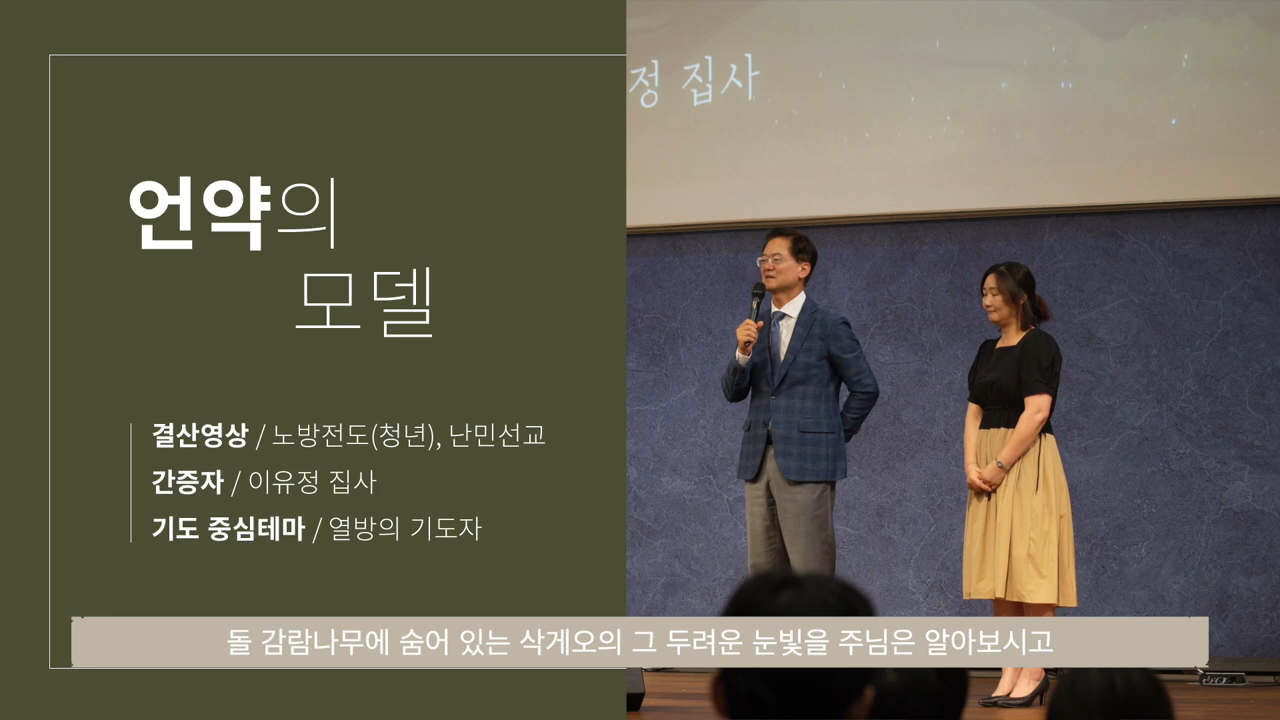 정 집사
언약의
모델
결산영상 / 노방전도(청년), 난민선교
간증자 / 이유정 집사
기도 중심테마 / 열방의 기도자
돌 감람나무에 숨어 있는 삭게오의 그 두려운 눈빛을 주님은 알아보시고